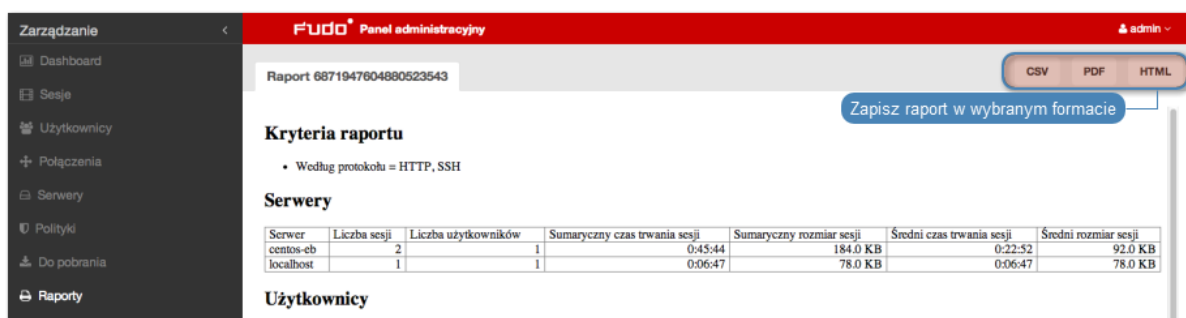 Zarządzanie <
Fudo Panel administracyjny
admin
Dashboard
Sesje
Użytkownicy
Połączenia
Serwery
Polityki
Do pobrania
Raporty
Raport 6871947604880523543
CSV PDF HTML
Zapisz raport w wybranym formacie
Kryteria raportu
• Według protokołu = HTTP, SSH
Serwery
Serwer Liczba sesji Liczba użytkowników Sumaryczny czas trwania sesji Sumaryczny rozmiar sesji Średni czas trwania sesji Średni rozmiar sesji
centos-eb 2 1 0:45:44 184.0 KB 0:22:52 92.0 KB
localhost 1 1 0:06:47 78.0 KB 0:06:47 78.0 KB
Użytkownicy